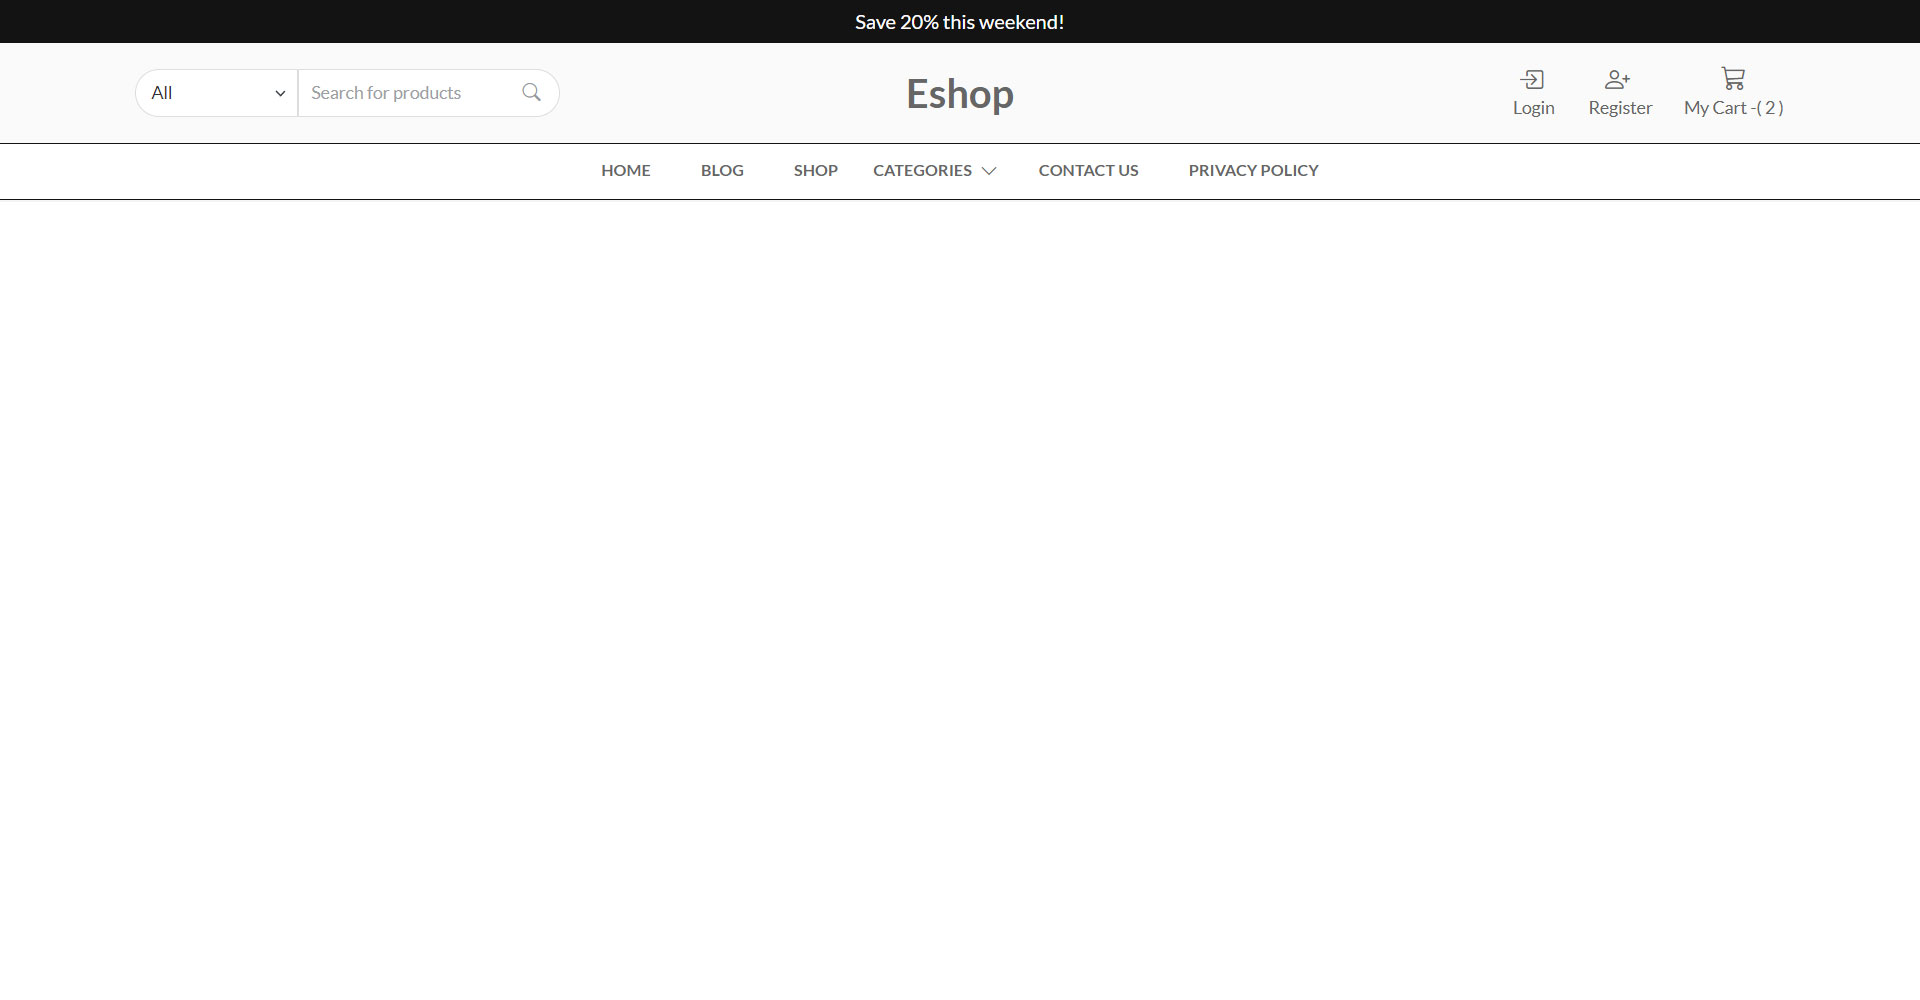 Save 20% this weekend!
All
Search for products
Eshop
Login
Register
My Cart -( 2 )
HOME
BLOG
SHOP
CATEGORIES
CONTACT US
PRIVACY POLICY